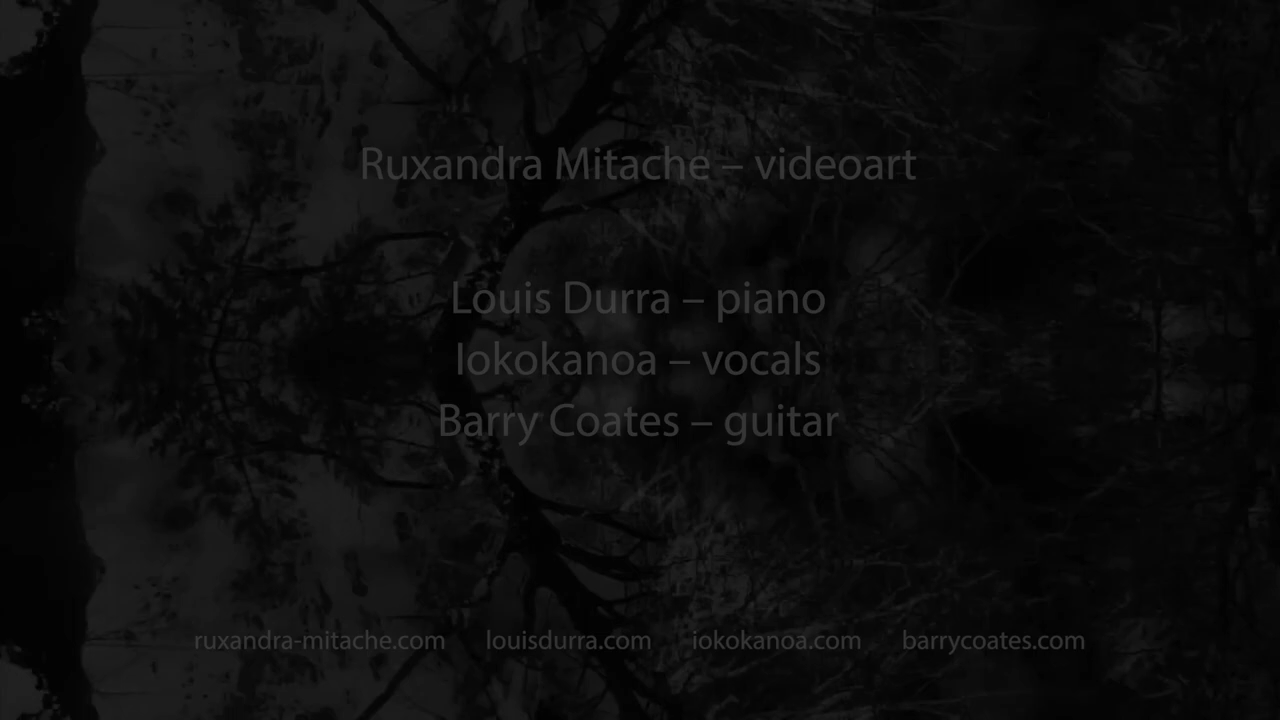 Ruxandra Mitache – videoart
Louis Durra – piano
Iokokanoa – vocals
Barry Coates – guitar
ruxandra-mitache.com louisdurra.com iokokanoa.com barrycoates.com